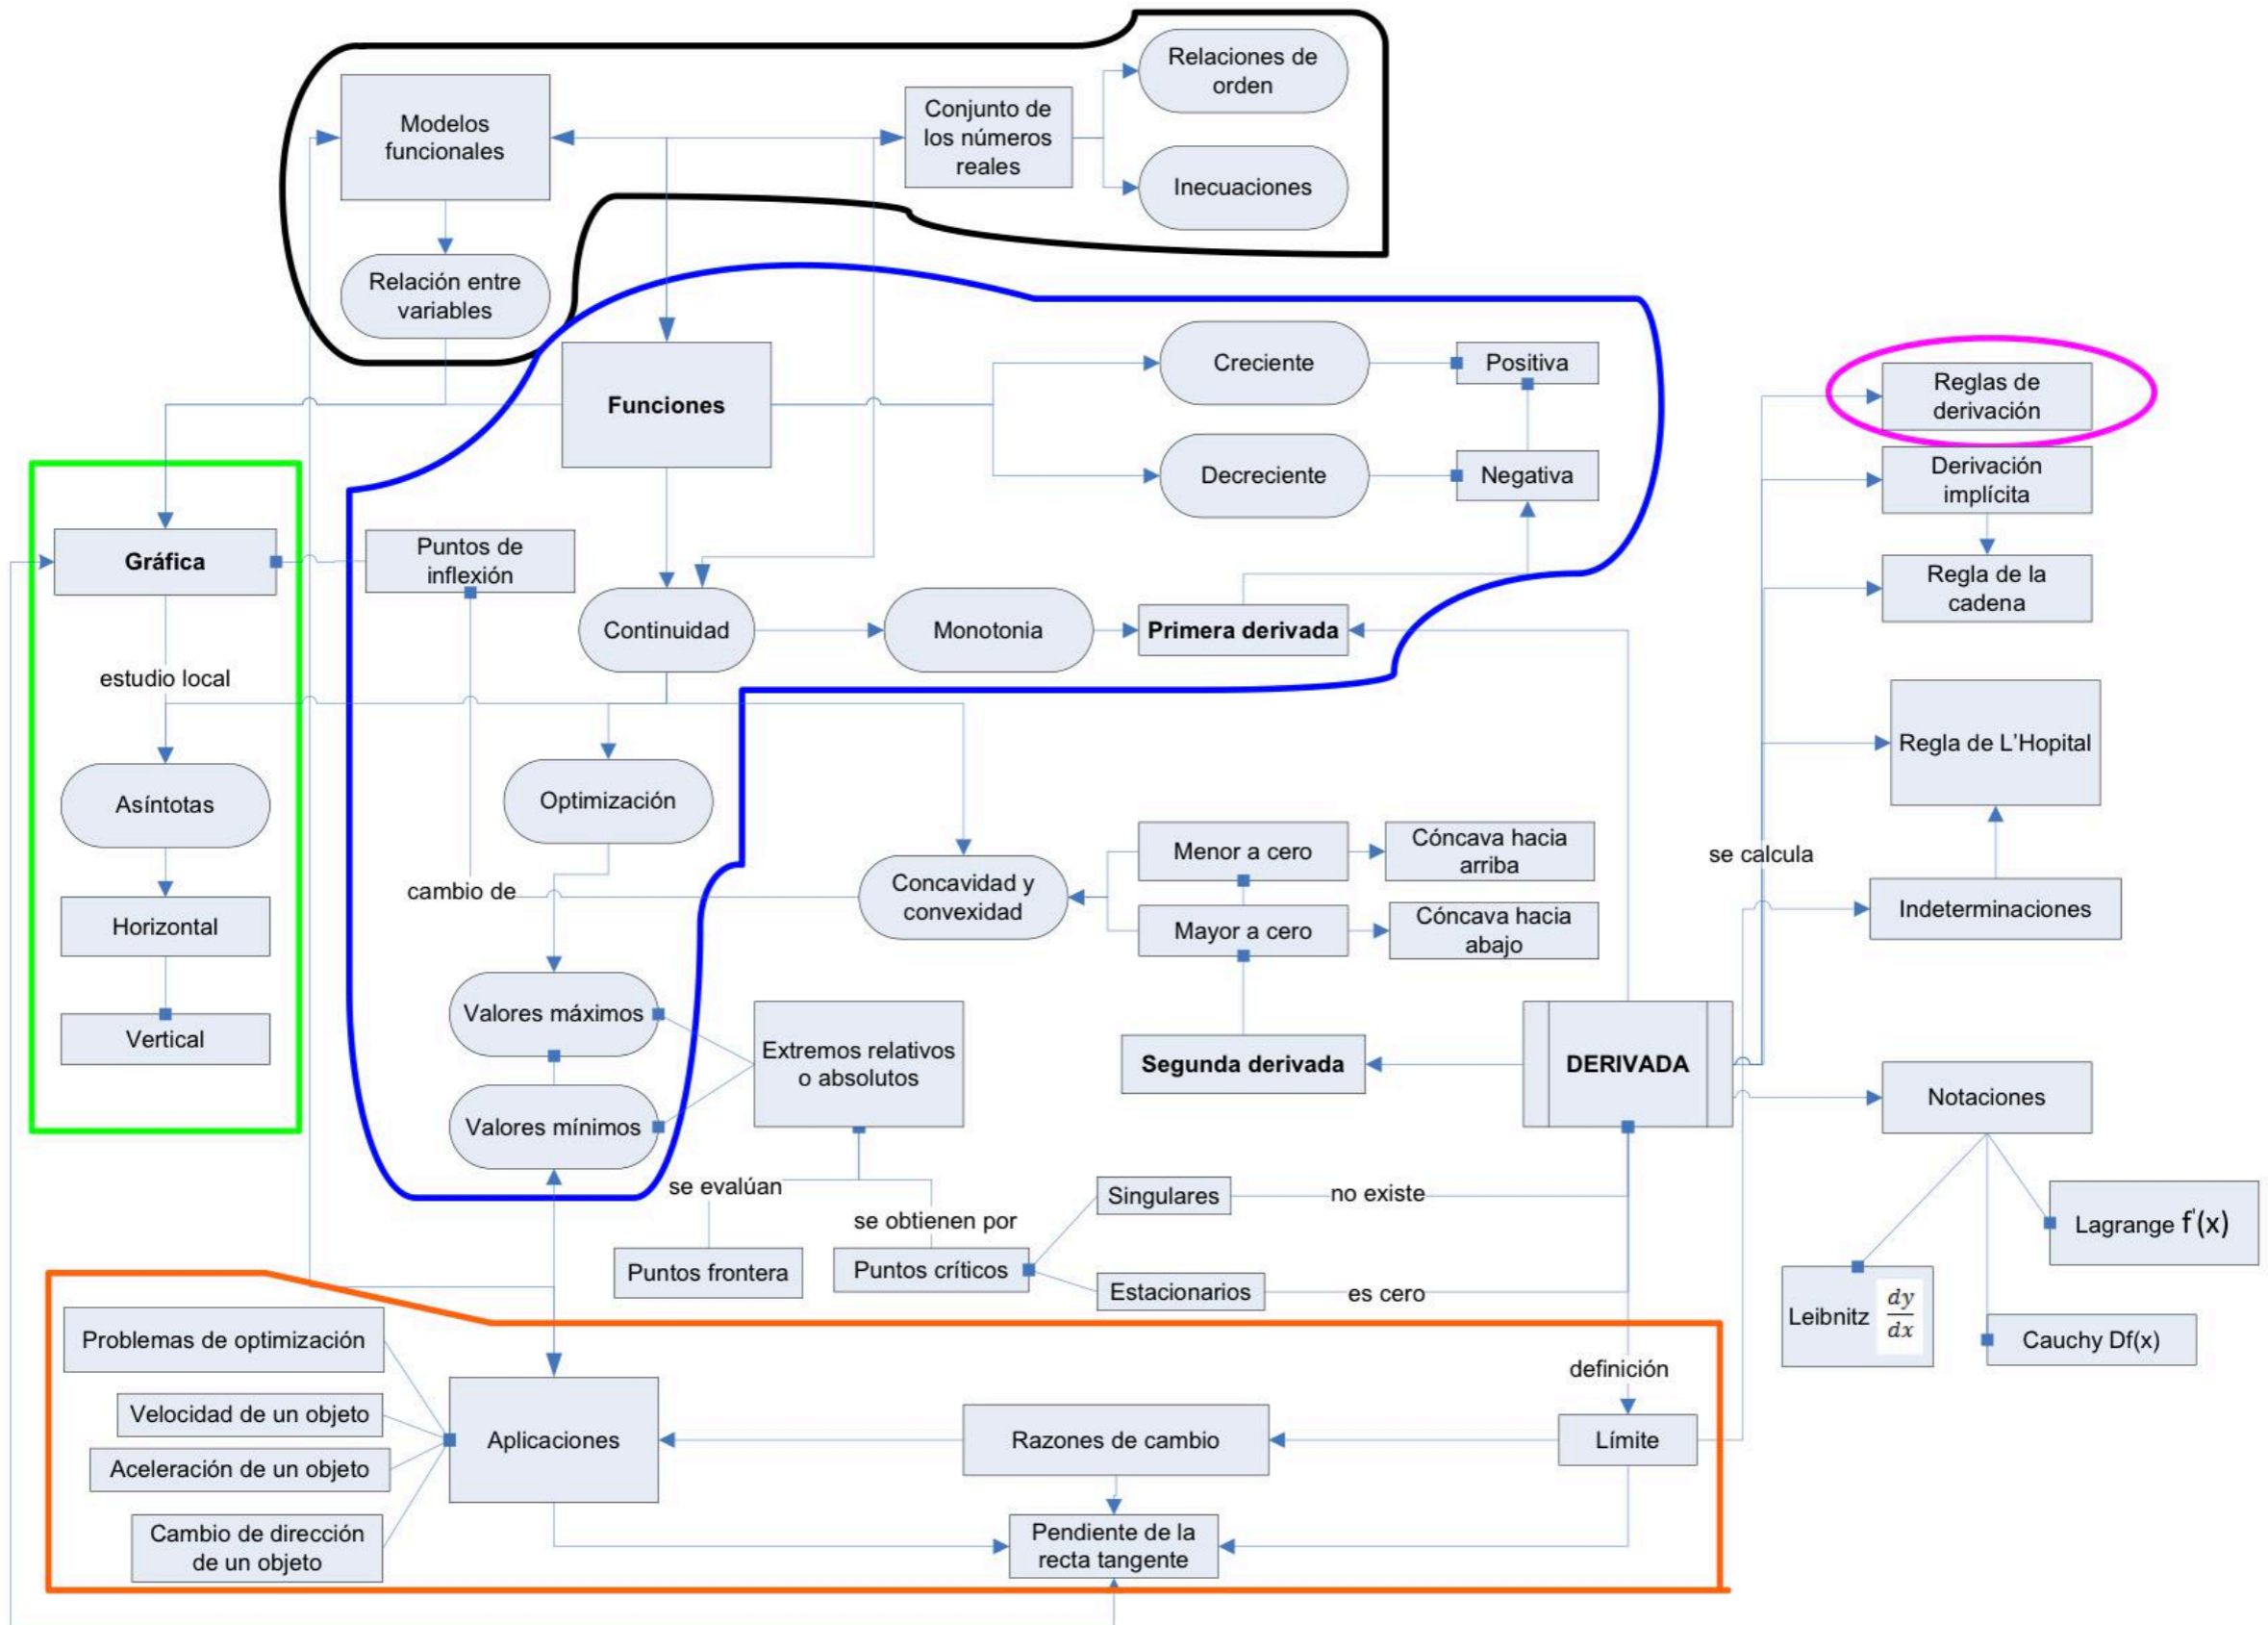 Relaciones de
orden
Modelos
funcionales
Conjunto de
los números
reales
Inecuaciones
Relación entre
variables
Funciones
Creciente
Positiva
Reglas de
derivación
Decreciente
Negativa
Derivación
implícita
Gráfica
Puntos de
inflexión
Regla de la
cadena
Continuidad
Monotonia
Primera derivada
estudio local
Regla de L'Hopital
Asíntotas
Optimización
Menor a cero
Cóncava hacia
arriba
se calcula
cambio de
Concavidad y
convexidad
Horizontal
Mayor a cero
Cóncava hacia
abajo
Indeterminaciones
Valores máximos
Vertical
Extremos relativos
o absolutos
Segunda derivada
DERIVADA
Notaciones
Valores mínimos
se evalúan
Singulares
no existe
se obtienen por
Lagrange f'(x)
Puntos frontera
Puntos críticos
Estacionarios
es cero
Leibnitz dy/dx
Cauchy Df(x)
Problemas de optimización
definición
Velocidad de un objeto
Aplicaciones
Razones de cambio
Límite
Aceleración de un objeto
Cambio de dirección
de un objeto
Pendiente de la
recta tangente